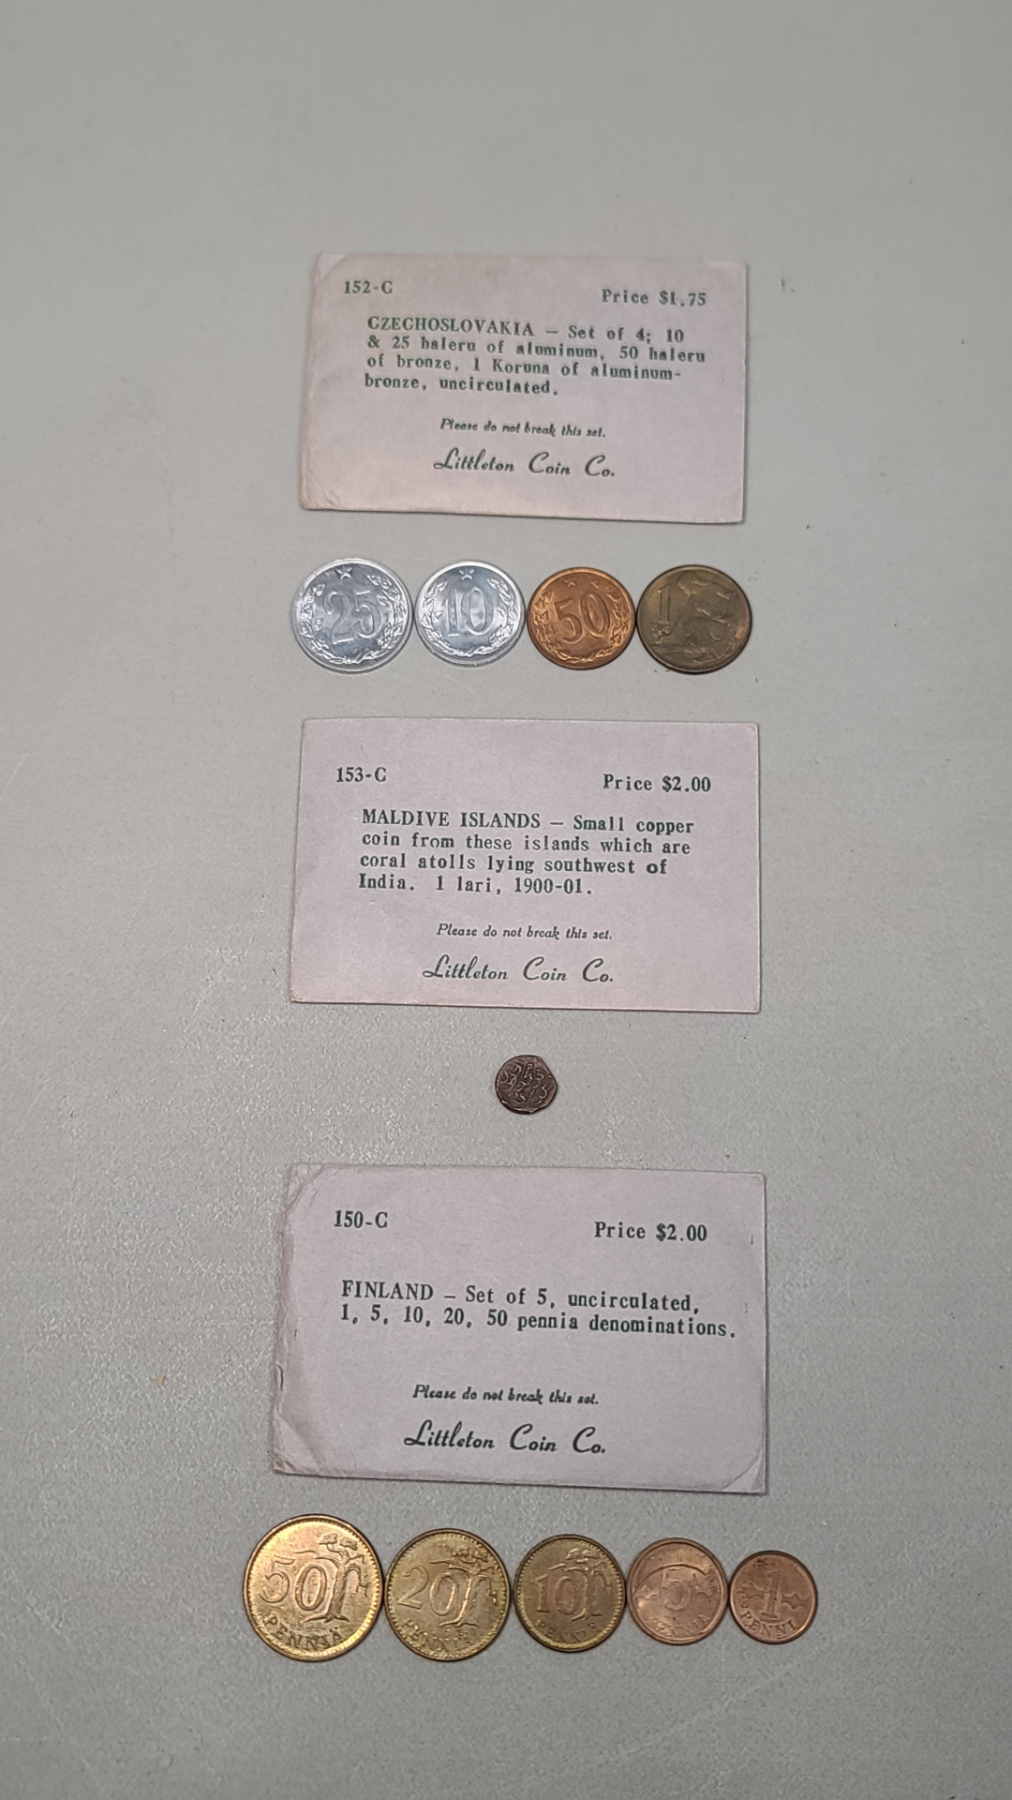 152-C Price $1.75
CZECHOSLOVAKIA — Set of 4; 10
& 25 haleru of aluminum, 50 haleru
of bronze, 1 Koruna of aluminum-
bronze, uncirculated.
Please do not break this set.
Littleton Coin Co.
25 10 50 1
153-C Price $2.00
MALDIVE ISLANDS — Small copper
coin from these islands which are
coral atolls lying southwest of
India. 1 lari, 1900-01.
Please do not break this set.
Littleton Coin Co.
150-C Price $2.00
FINLAND — Set of 5, uncirculated,
1, 5, 10, 20, 50 pennia denominations.
Please do not break this set.
Littleton Coin Co.
50 20 10 5 1
PENNIÄ PENNIÄ PENNIÄ PENNI